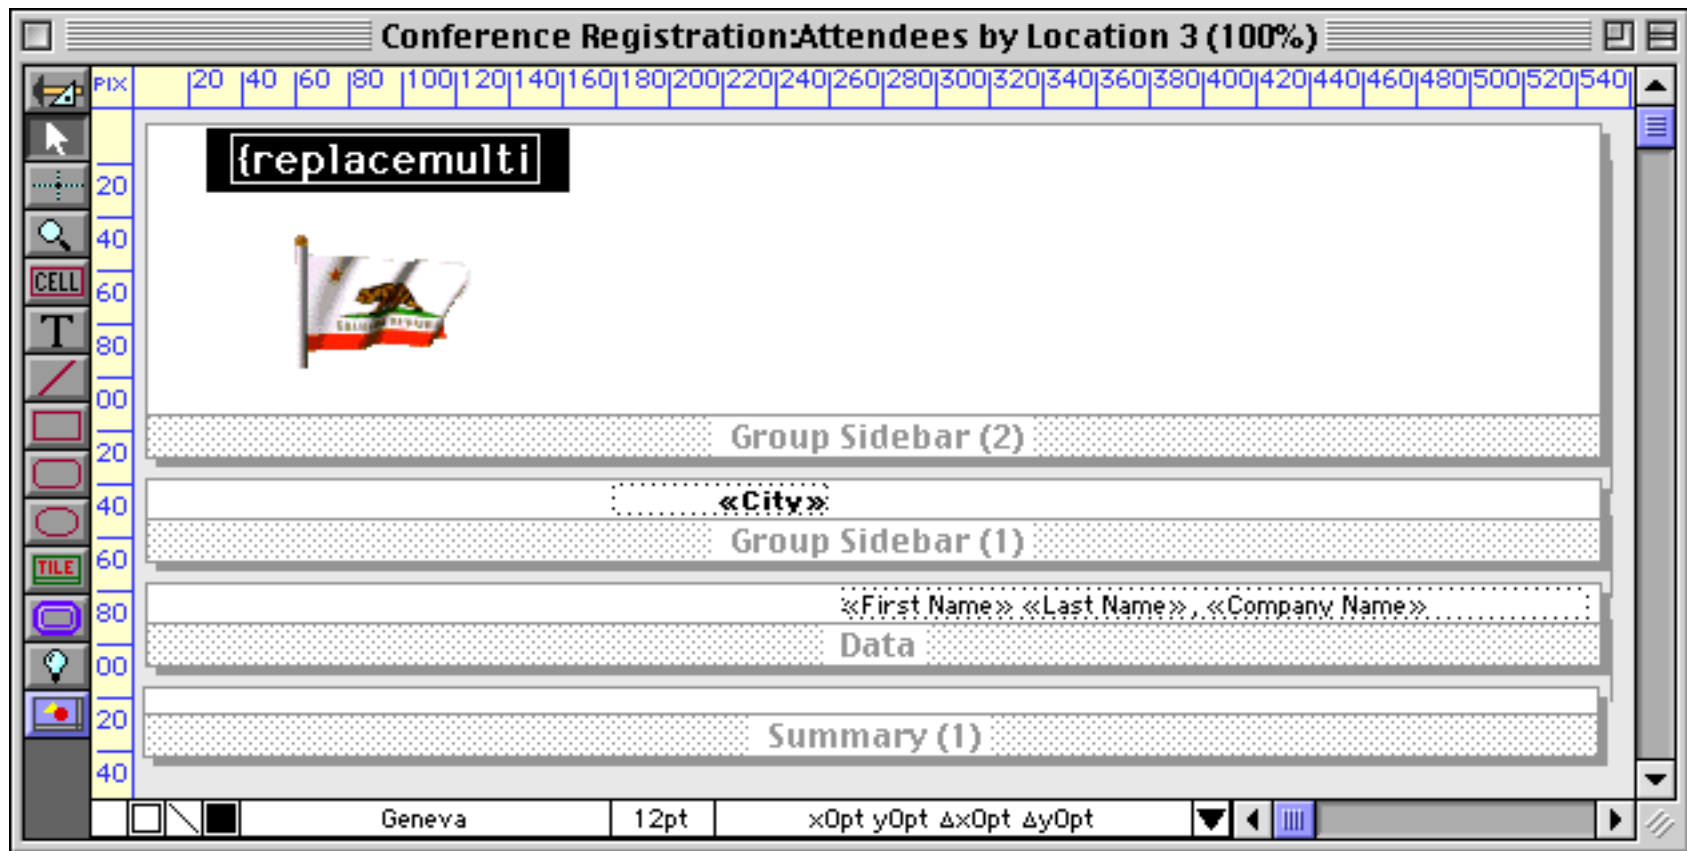 Conference Registration:Attendees by Location 3 (100%)
PIX 20 40 60 80 100 120 140 160 180 200 220 240 260 280 300 320 340 360 380 400 420 440 460 480 500 520 540
{replacemulti
20
40
CELL
60
T
80
00
Group Sidebar (2)
20
«City»
40
Group Sidebar (1)
TILE
60
«First Name» «Last Name», «Company Name»
80
Data
00
20
Summary (1)
40
Geneva 12pt x0pt y0pt Δx0pt Δy0pt